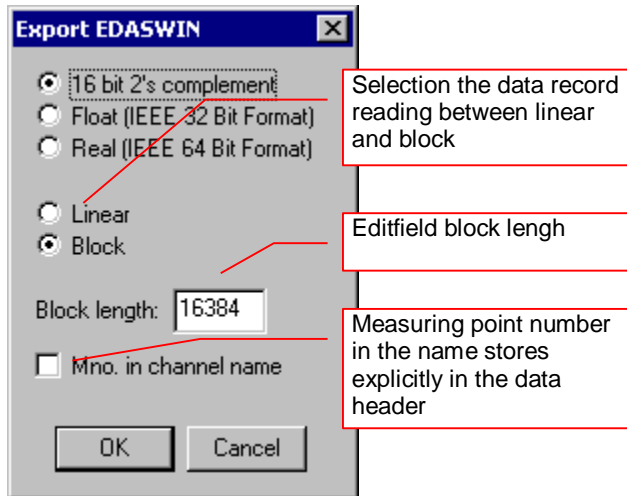 Export EDASWIN
16 bit 2's complement
Float (IEEE 32 Bit Format)
Real (IEEE 64 Bit Format)
Linear
Block
Block length: 16384
Mno. in channel name
OK Cancel
Selection the data record
reading between linear
and block
Editfield block lengh
Measuring point number
in the name stores
explicitly in the data
header